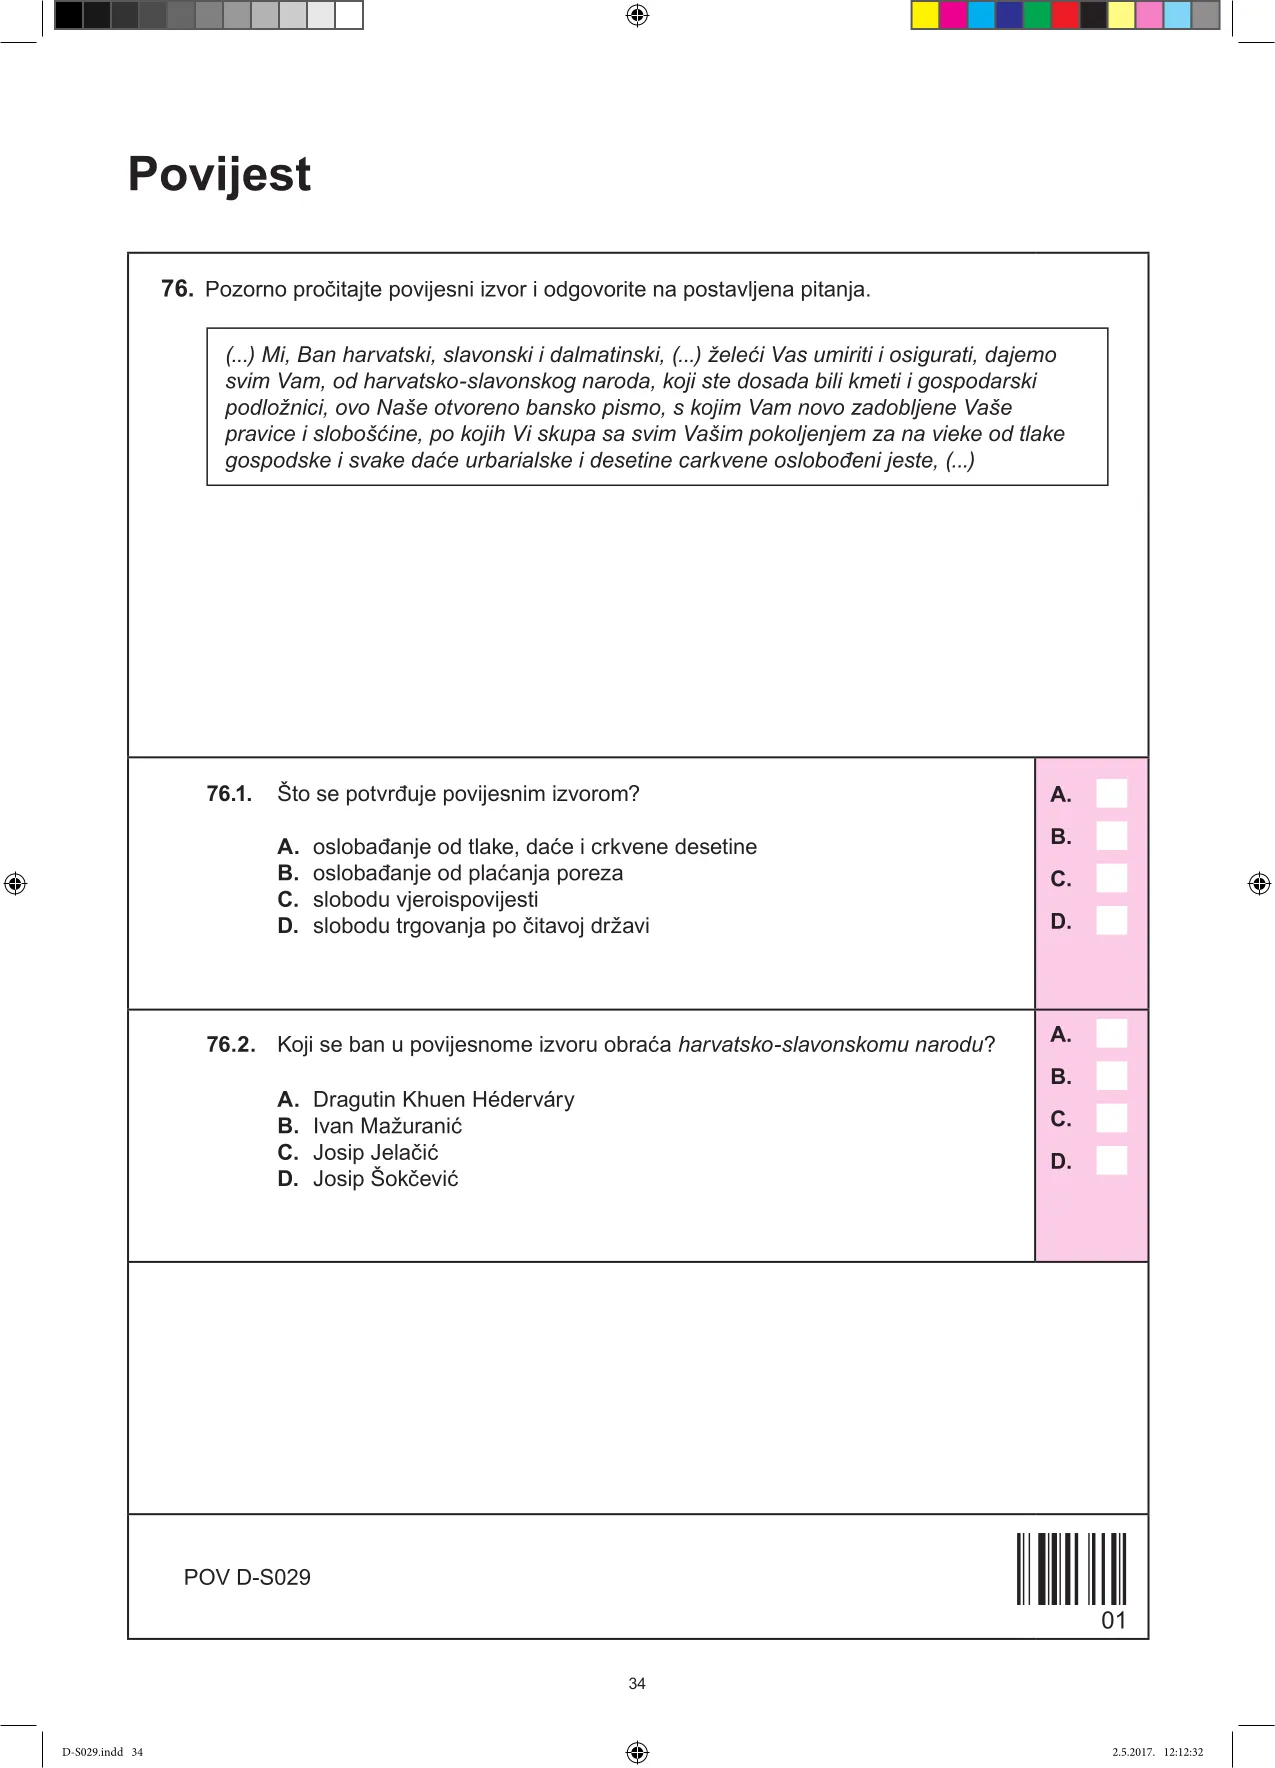 Povijest
76. Pozorno pročitajte povijesni izvor i odgovorite na postavljena pitanja.
(...) Mi, Ban harvatski, slavonski i dalmatinski, (...) želeći Vas umiriti i osigurati, dajemo
svim Vam, od harvatsko-slavonskog naroda, koji ste dosada bili kmeti i gospodarski
podložnici, ovo Naše otvoreno bansko pismo, s kojim Vam novo zadobljene Vaše
pravice i slobošćine, po kojih Vi skupa sa svim Vašim pokoljenjem za na vieke od tlake
gospodske i svake daće urbarialske i desetine carkvene oslobođeni jeste, (...)
76.1. Što se potvrđuje povijesnim izvorom?
A. oslobađanje od tlake, daće i crkvene desetine
B. oslobađanje od plaćanja poreza
C. slobodu vjeroispovijesti
D. slobodu trgovanja po čitavoj državi
A.
B.
C.
D.
76.2. Koji se ban u povijesnome izvoru obraća harvatsko-slavonskomu narodu?
A. Dragutin Khuen Héderváry
B. Ivan Mažuranić
C. Josip Jelačić
D. Josip Šokčević
A.
B.
C.
D.
POV D-S029
01
34
D-S029.indd 34
2.5.2017. 12:12:32